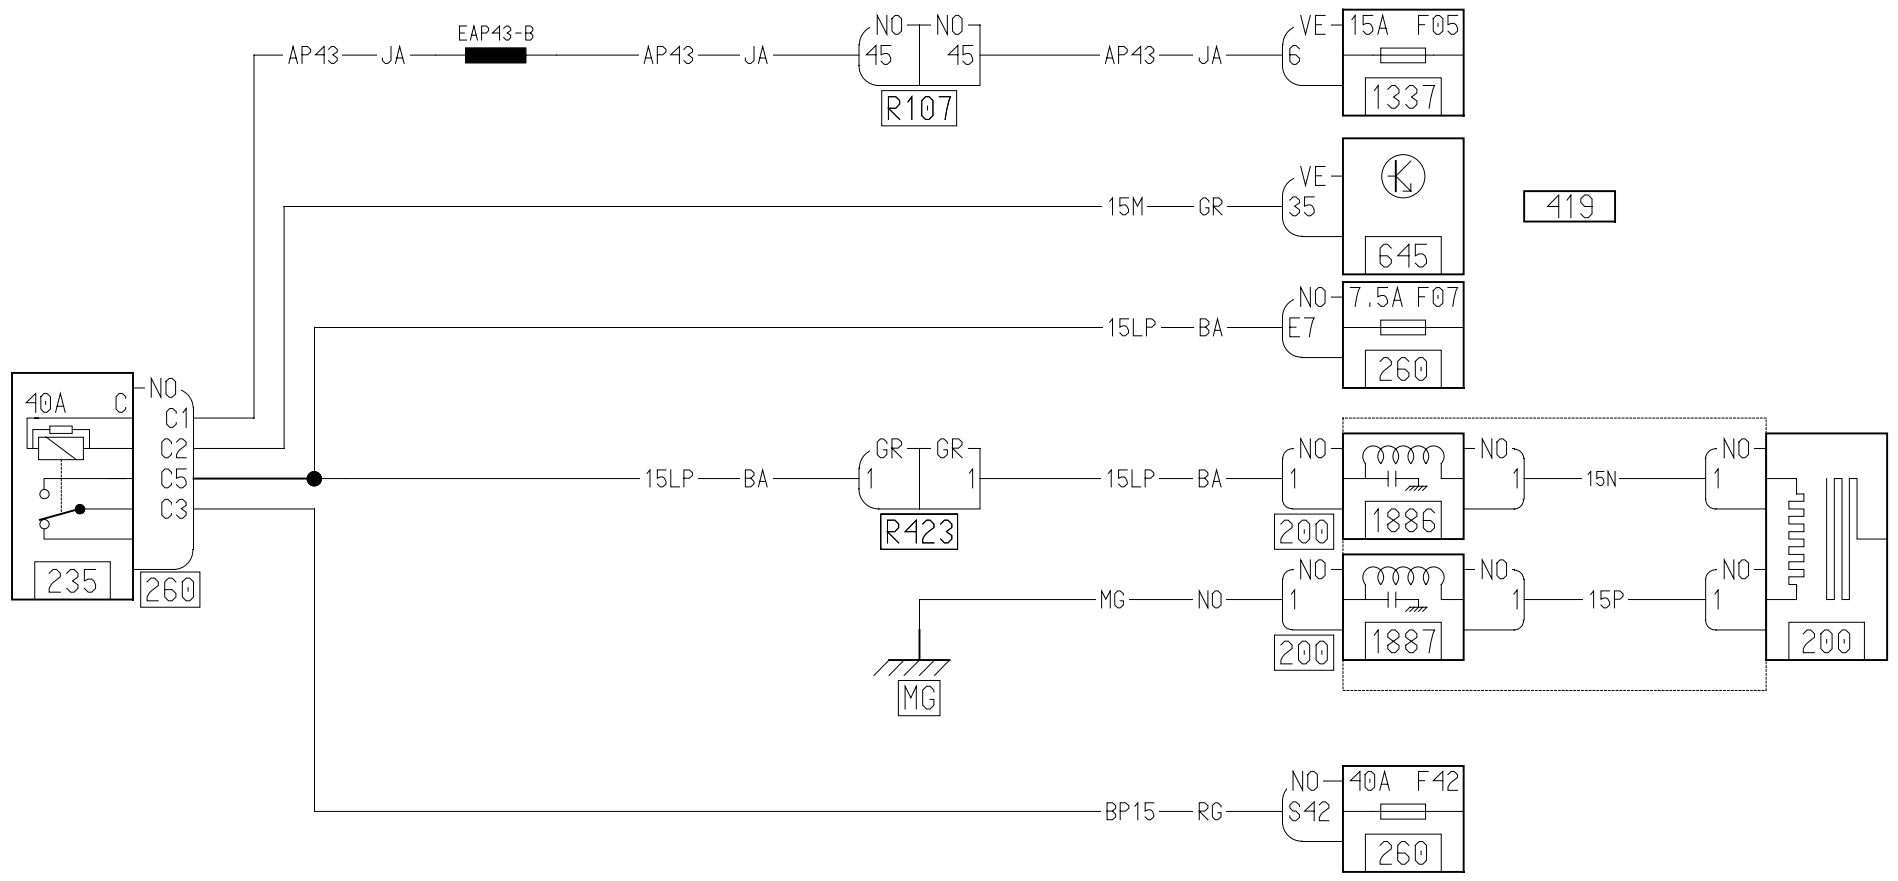 EAP43-B
AP43 JA AP43 JA NO NO AP43 JA VE 15A F05
45 45 6
R107 1337
VE
15M GR 35 419
645
NO 7.5A F07
15LP BA E7
260
NO
40A C
C1
C2
C5
C3
235 260
GR GR NO NO NO
15LP BA 1 1 15LP BA 1 1 15N 1
R423 200 1886
NO NO NO
MG NO 1 1 15P 1
200 1887 200
MG
NO 40A F42
BP15 RG S42
260